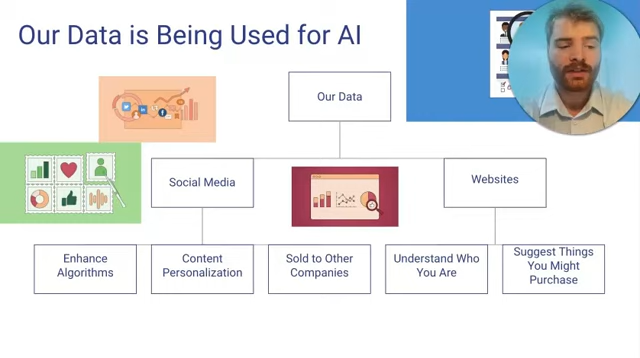 Our Data is Being Used for AI
Our Data
Social Media
Websites
Enhance
Algorithms
Content
Personalization
Sold to Other
Companies
Understand Who
You Are
Suggest Things
You Might
Purchase